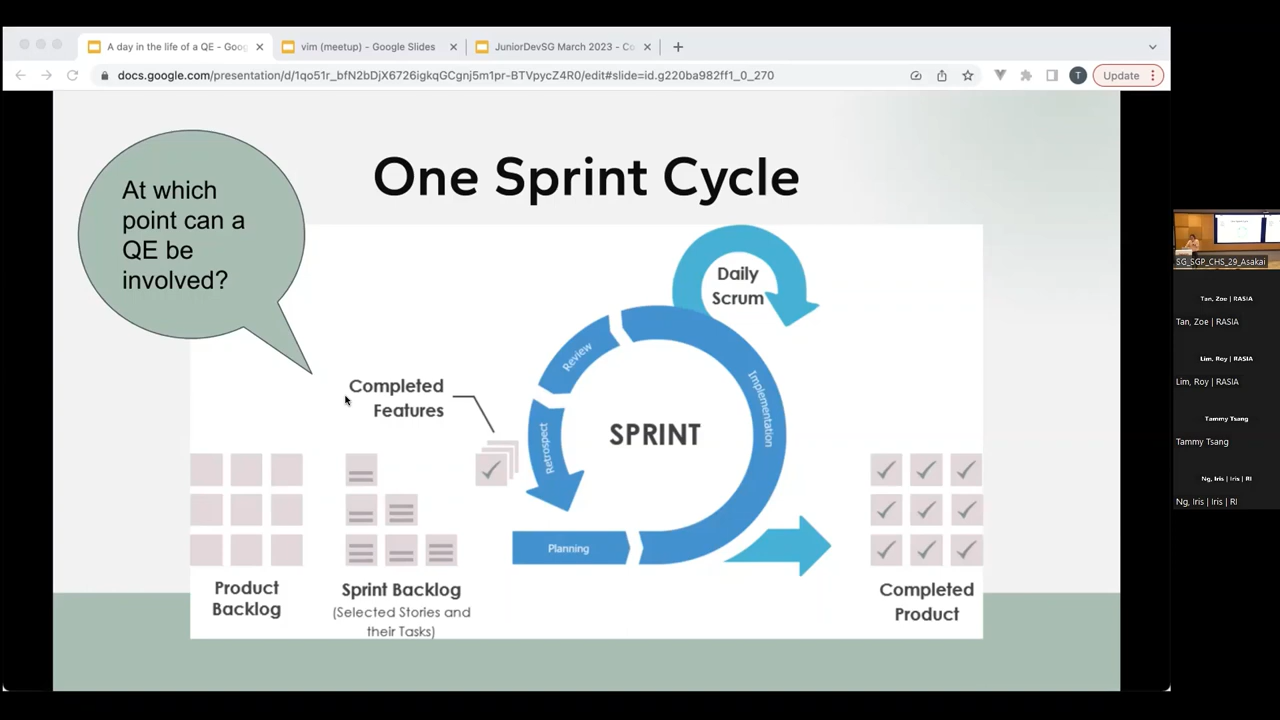 A day in the life of a QE - Goog
vim (meetup) - Google Slides
JuniorDevSG March 2023 - Co
docs.google.com/presentation/d/1qo51r_bfN2bDjX6726igkqGCgnj5m1pr-BTVpycZ4R0/edit#slide=id.g220ba982ff1_0_270
T
Update
At which
point can a
QE be
involved?
One Sprint Cycle
Daily
Scrum
Review
Implementation
Completed
Features
Retrospect
SPRINT
Planning
Product
Backlog
Sprint Backlog
(Selected Stories and
their Tasks)
Completed
Product
SG_SGP_CHS_29_Asakai
Tan, Zoe | RASIA
Tan, Zoe | RASIA
Lim, Roy | RASIA
Lim, Roy | RASIA
Tammy Tsang
Tammy Tsang
Ng, Iris | Iris | RI
Ng, Iris | Iris | RI